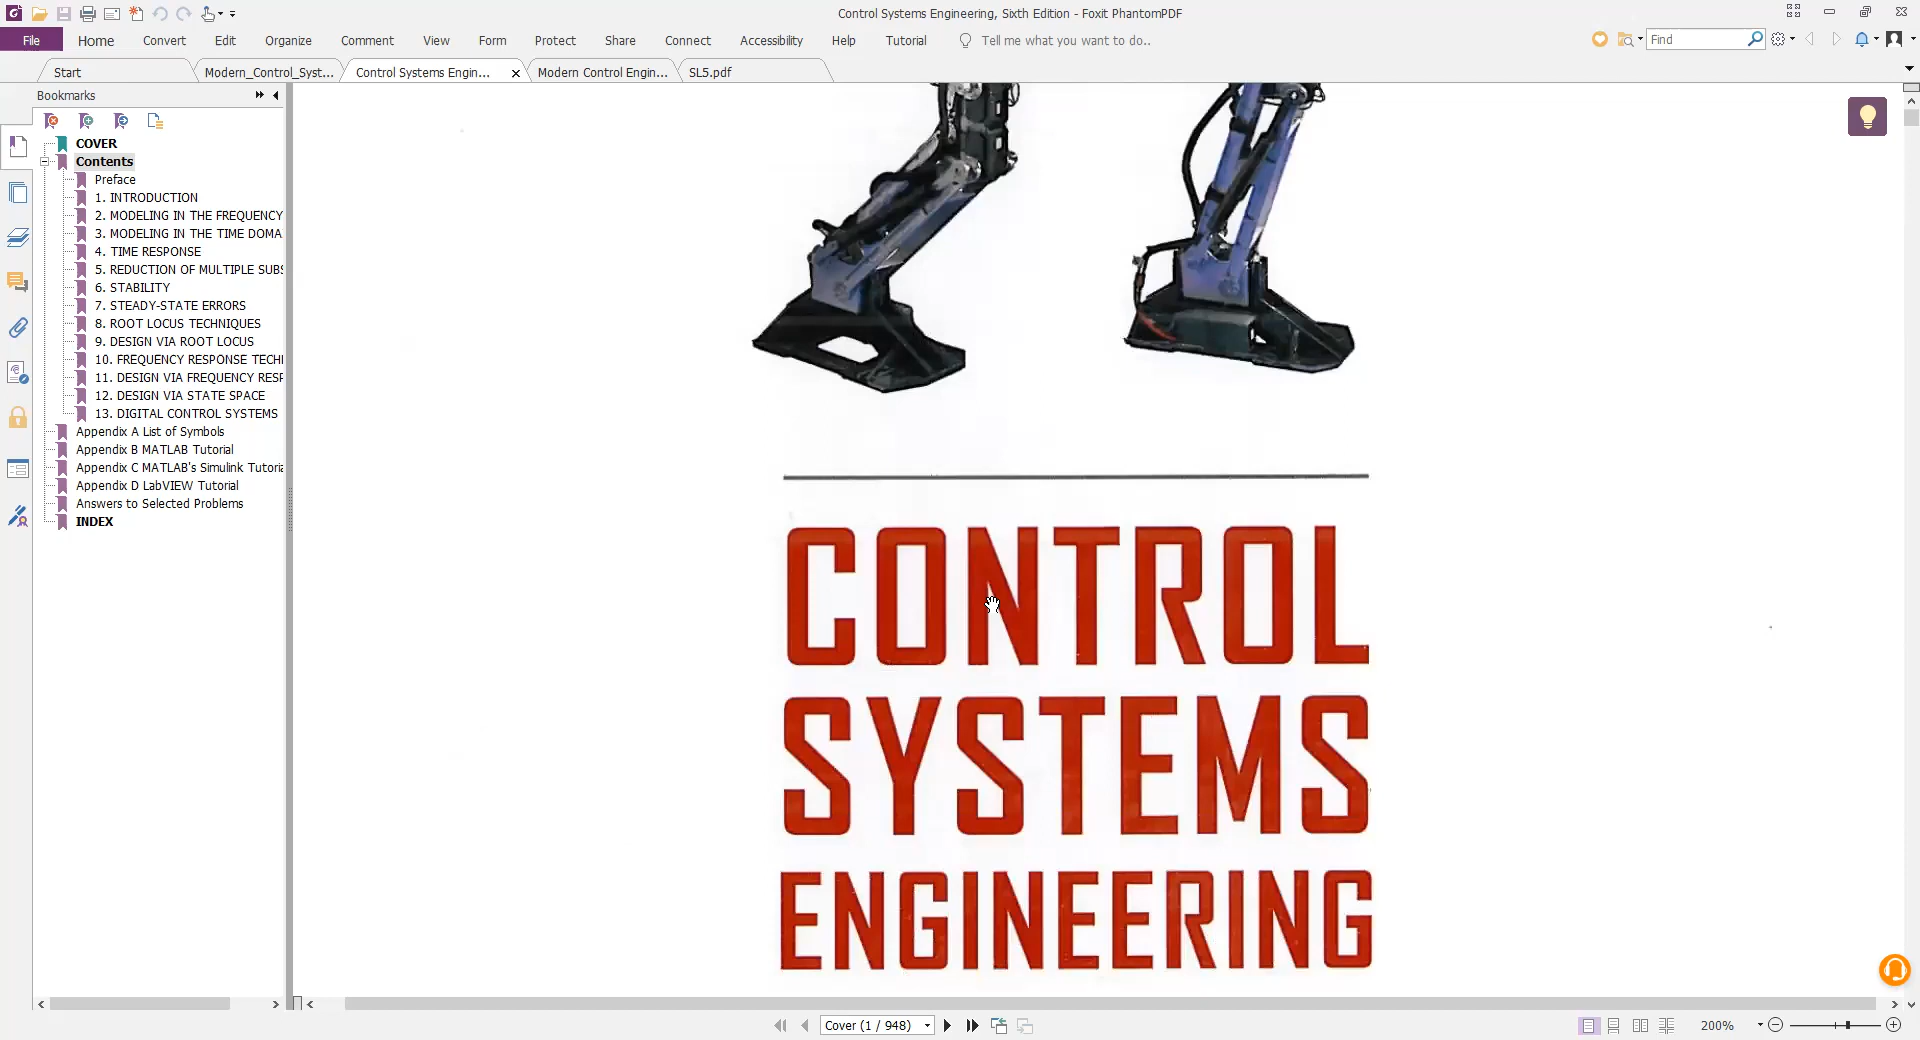 Control Systems Engineering, Sixth Edition - Foxit PhantomPDF
File Home Convert Edit Organize Comment View Form Protect Share Connect Accessibility Help Tutorial Tell me what you want to do.. Find
Start Modern_Control_Syst... Control Systems Engin... Modern Control Engin... SL5.pdf
Bookmarks
COVER
Contents
Preface
1. INTRODUCTION
2. MODELING IN THE FREQUENCY
3. MODELING IN THE TIME DOMA
4. TIME RESPONSE
5. REDUCTION OF MULTIPLE SUBS
6. STABILITY
7. STEADY-STATE ERRORS
8. ROOT LOCUS TECHNIQUES
9. DESIGN VIA ROOT LOCUS
10. FREQUENCY RESPONSE TECH
11. DESIGN VIA FREQUENCY RESP
12. DESIGN VIA STATE SPACE
13. DIGITAL CONTROL SYSTEMS
Appendix A List of Symbols
Appendix B MATLAB Tutorial
Appendix C MATLAB's Simulink Tutoria
Appendix D LabVIEW Tutorial
Answers to Selected Problems
INDEX
CONTROL
SYSTEMS
ENGINEERING
Cover (1 / 948) 200%